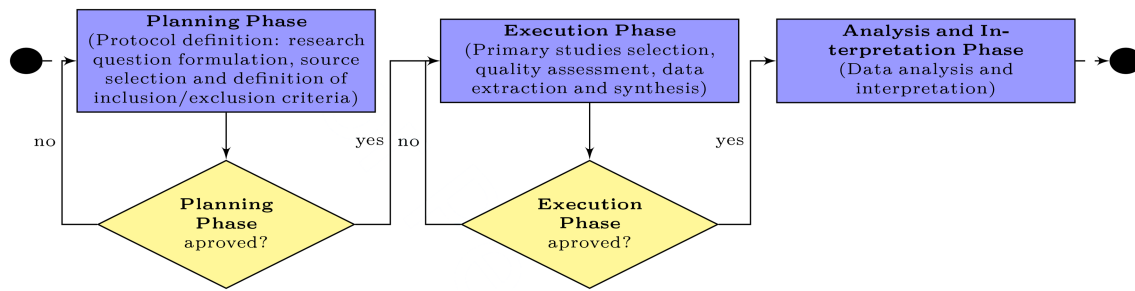 Planning Phase
(Protocol definition: research
question formulation, source
selection and definition of
inclusion/exclusion criteria)
Execution Phase
(Primary studies selection,
quality assessment, data
extraction and synthesis)
Analysis and In-
terpretation Phase
(Data analysis and
interpretation)
no
yes
no
yes
Planning
Phase
aproved?
Execution
Phase
aproved?